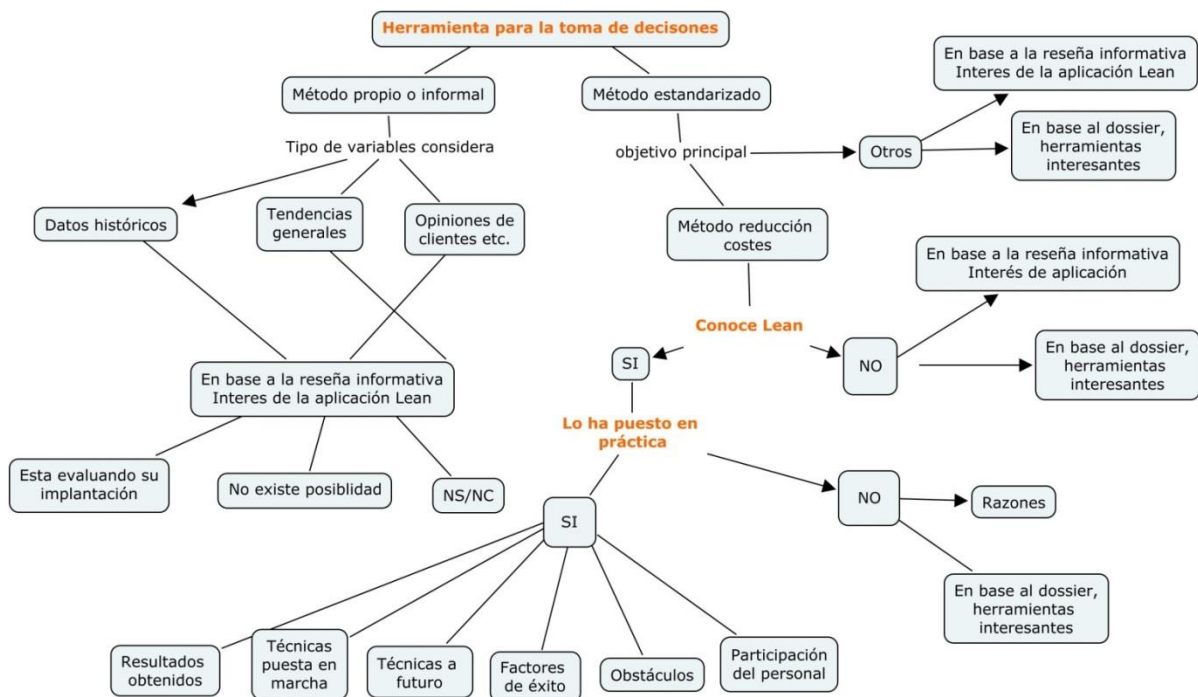 Herramienta para la toma de decisones
Método propio o informal
Método estandarizado
En base a la reseña informativa
Interes de la aplicación Lean
Tipo de variables considera
objetivo principal
Otros
En base al dossier,
herramientas
interesantes
Datos históricos
Tendencias
generales
Opiniones de
clientes etc.
Método reducción
costes
En base a la reseña informativa
Interés de aplicación
Conoce Lean
SI
NO
En base al dossier,
herramientas
interesantes
En base a la reseña informativa
Interes de la aplicación Lean
Lo ha puesto en
práctica
Esta evaluando su
implantación
No existe posiblidad
NS/NC
SI
NO
Razones
En base al dossier,
herramientas
interesantes
Resultados
obtenidos
Técnicas
puesta en
marcha
Técnicas a
futuro
Factores
de éxito
Obstáculos
Participación
del personal